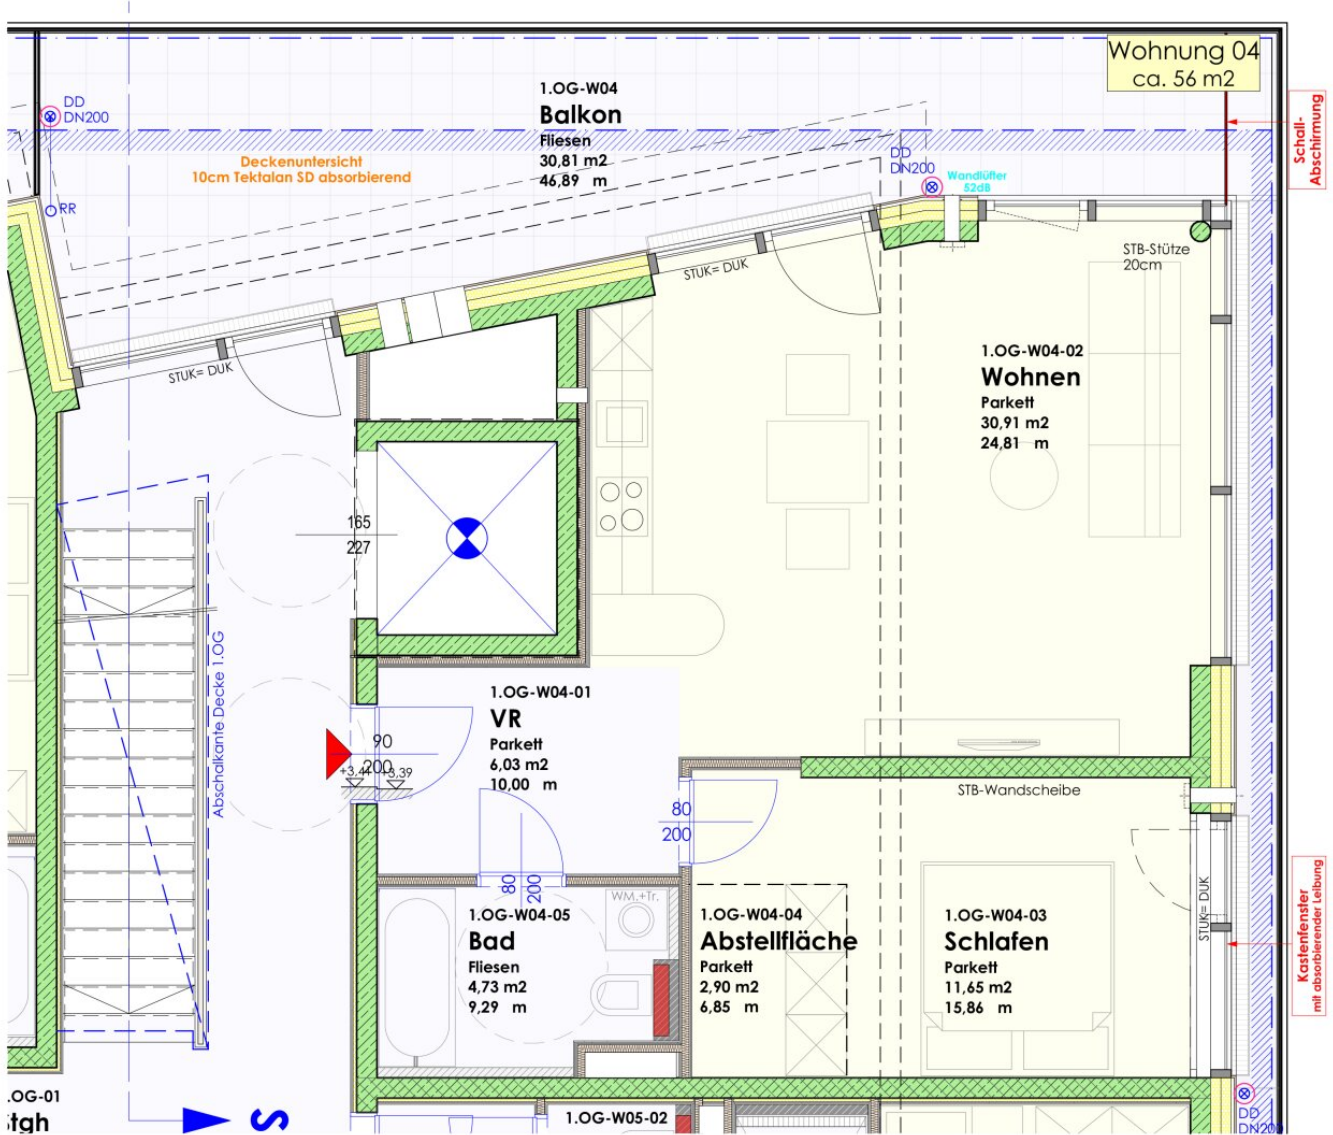 Wohnung 04
ca. 56 m2
1.OG-W04
Balkon
Fliesen
30,81 m2
46,89 m
DD
DN200
Deckenuntersicht
10cm Tektalan SD absorbierend
RR
DD
DN200
Wandlüfter
52dB
Schall-
Abschirmung
STB-Stütze
20cm
STUK= DUK
STUK= DUK
1.OG-W04-02
Wohnen
Parkett
30,91 m2
24,81 m
165
227
Abschalkante Decke 1.OG
1.OG-W04-01
VR
Parkett
6,03 m2
10,00 m
90
200
+3,39
80
200
STB-Wandscheibe
80
200
WM.+Tr.
1.OG-W04-05
Bad
Fliesen
4,73 m2
9,29 m
1.OG-W04-04
Abstellfläche
Parkett
2,90 m2
6,85 m
1.OG-W04-03
Schlafen
Parkett
11,65 m2
15,86 m
STUK= DUK
Kastenfenster
mit absorbierender Leibung
.OG-01
tgh
S
1.OG-W05-02
DD
DN200